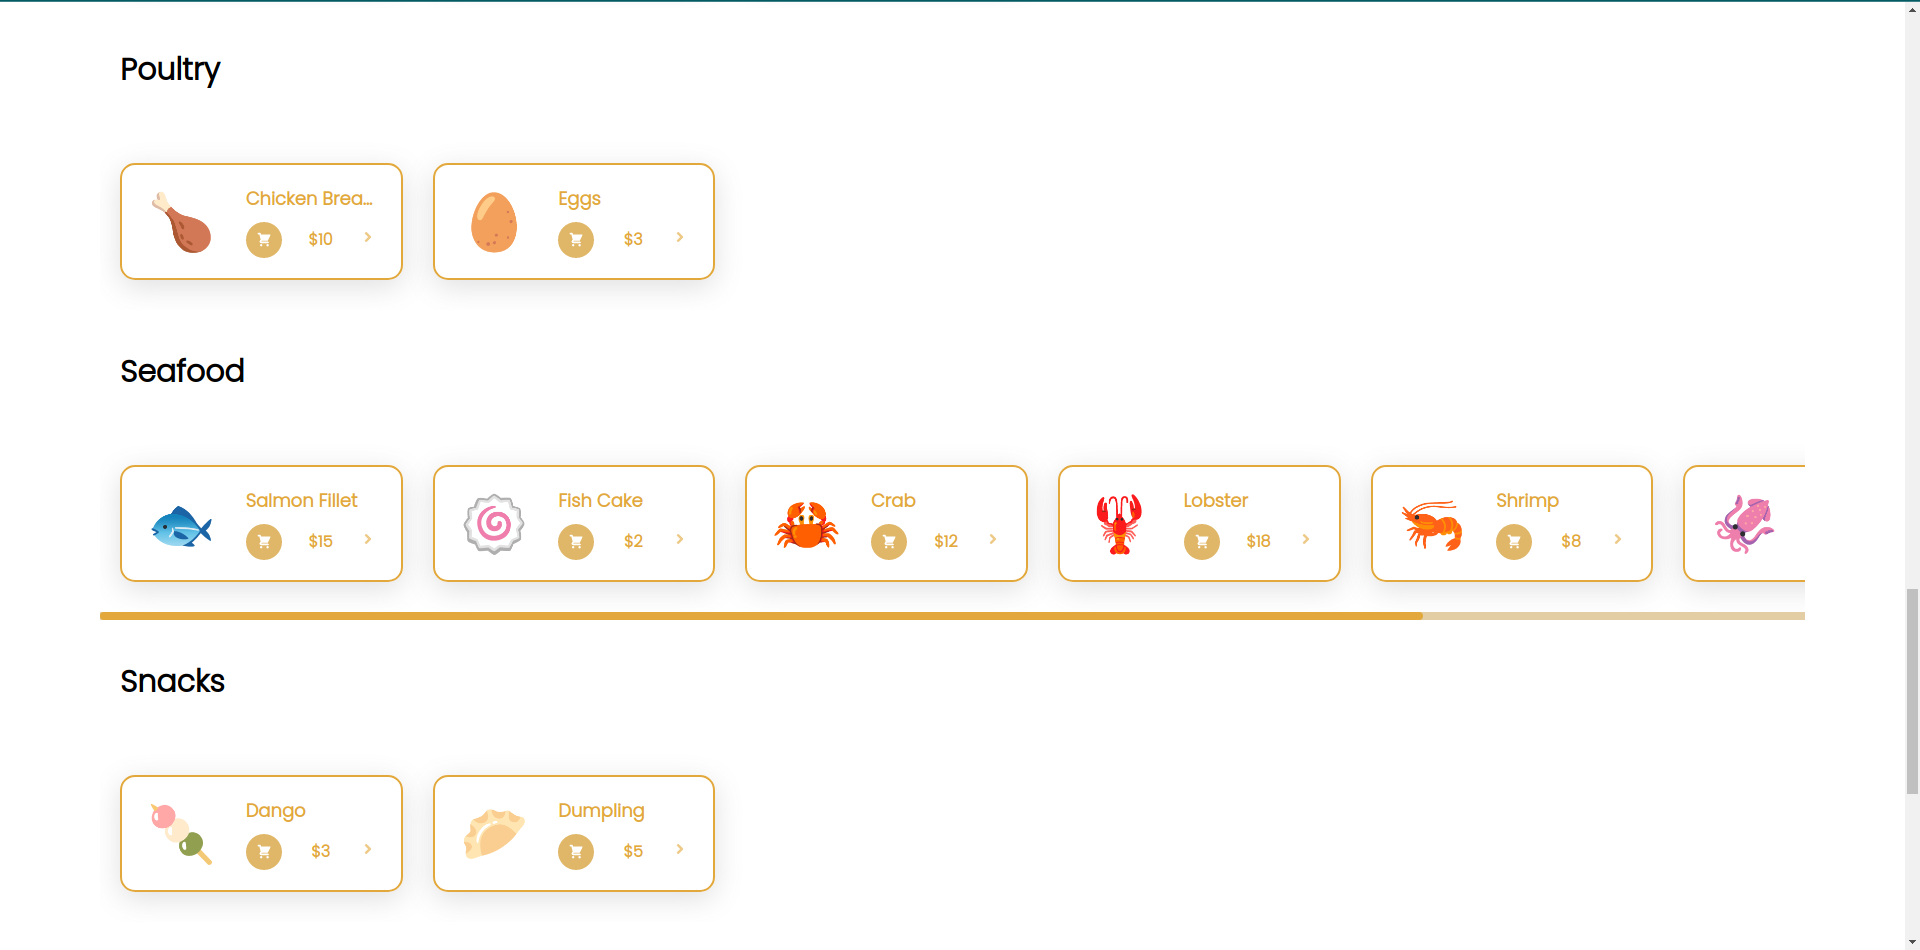 Poultry
Chicken Brea...
$10
Eggs
$3
Seafood
Salmon Fillet
$15
Fish Cake
$2
Crab
$12
Lobster
$18
Shrimp
$8
Snacks
Dango
$3
Dumpling
$5